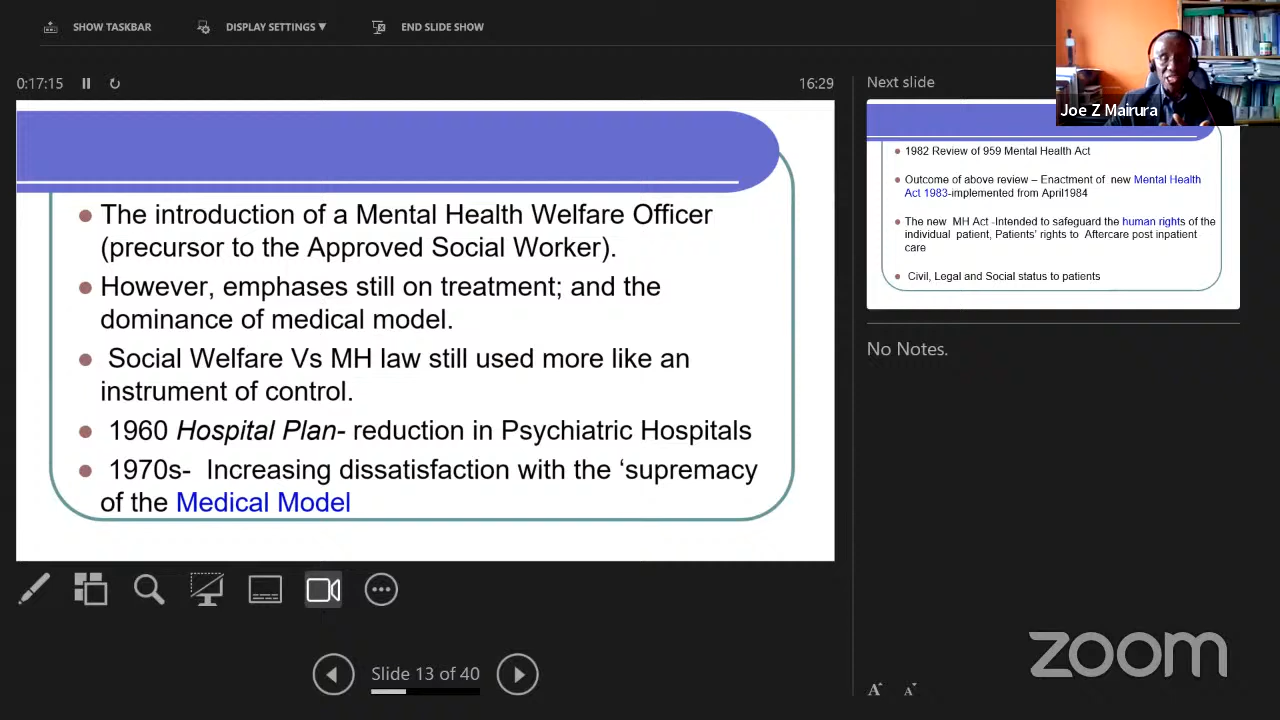 SHOW TASKBAR
DISPLAY SETTINGS ▼
END SLIDE SHOW
0:17:15
16:29
The introduction of a Mental Health Welfare Officer
(precursor to the Approved Social Worker).
However, emphases still on treatment; and the
dominance of medical model.
Social Welfare Vs MH law still used more like an
instrument of control.
1960 Hospital Plan- reduction in Psychiatric Hospitals
1970s- Increasing dissatisfaction with the ‘supremacy
of the Medical Model
Slide 13 of 40
Next slide
Joe Z Mairura
1982 Review of 959 Mental Health Act
Outcome of above review – Enactment of new Mental Health
Act 1983-implemented from April1984
The new MH Act -Intended to safeguard the human rights of the
individual patient, Patients’ rights to Aftercare post inpatient
care
Civil, Legal and Social status to patients
No Notes.
A A
zoom